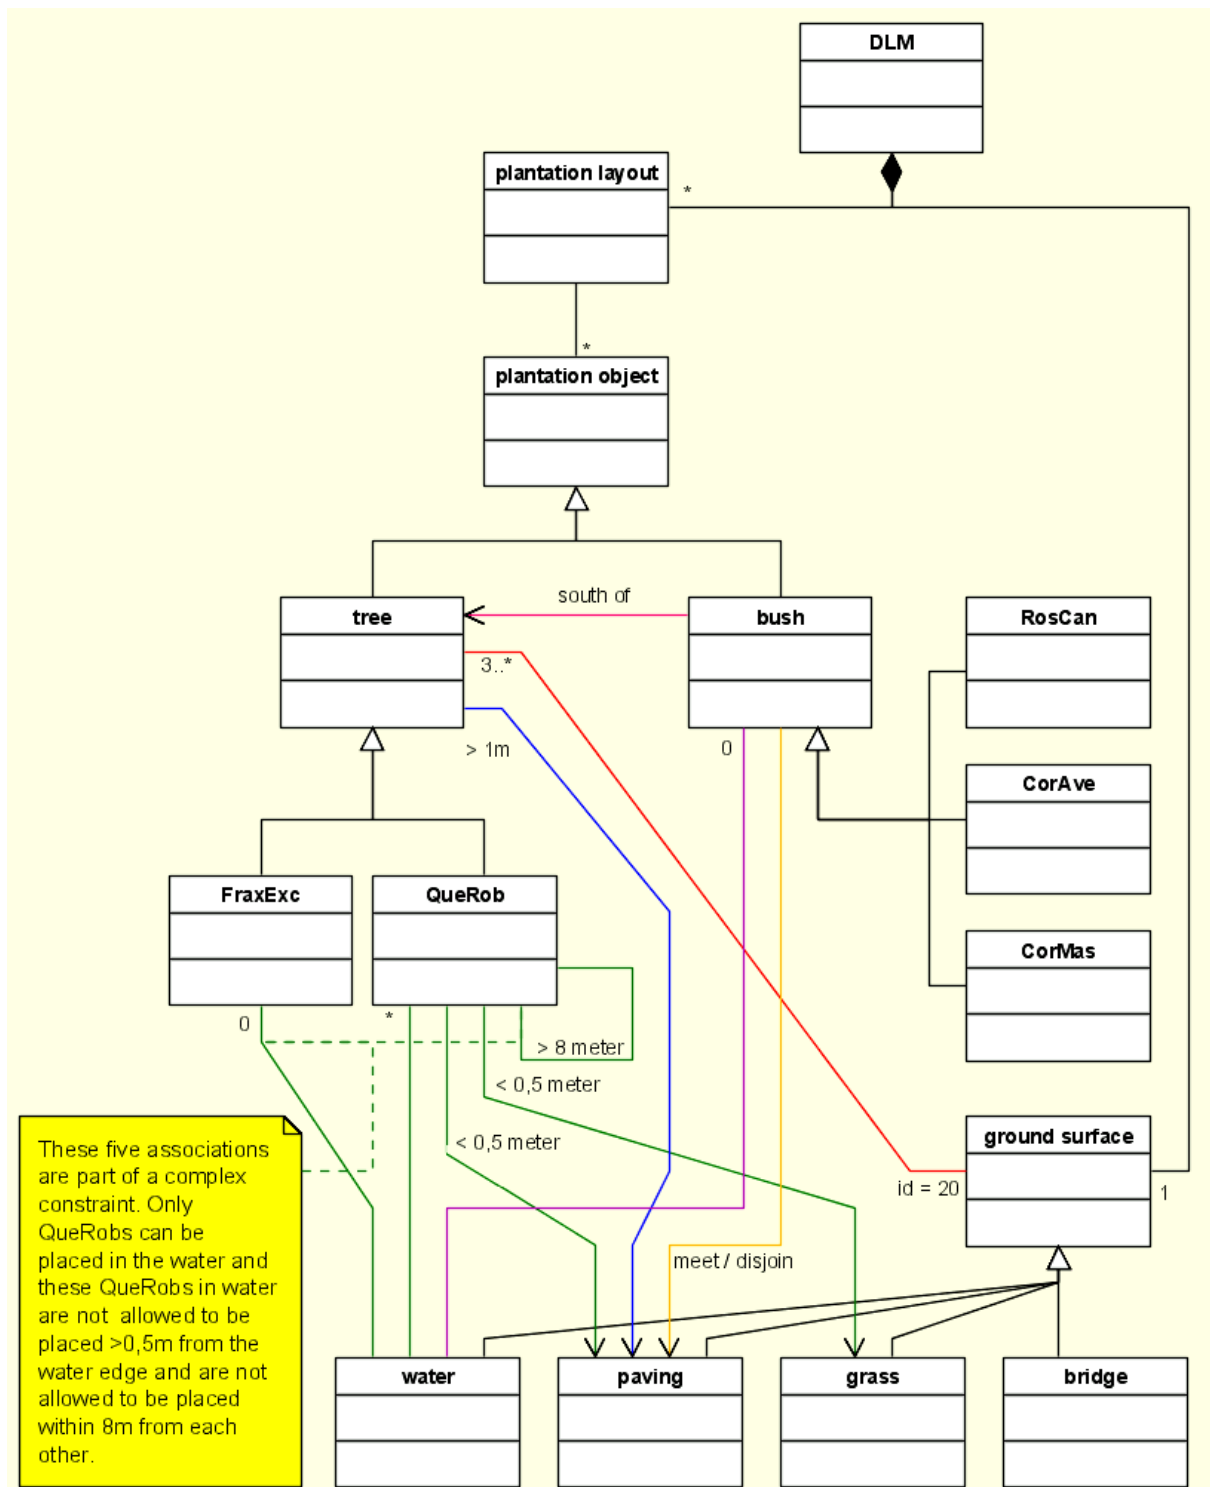 DLM
plantation layout
*
*
plantation object
south of
tree
bush
RosCan
3..*
> 1m
0
CorAve
FraxExc
QueRob
CorMas
0
*
> 8 meter
< 0,5 meter
< 0,5 meter
ground surface
id = 20
1
These five associations
are part of a complex
constraint. Only
QueRobs can be
placed in the water and
these QueRobs in water
are not allowed to be
placed >0,5m from the
water edge and are not
allowed to be placed
within 8m from each
other.
meet / disjoin
water
paving
grass
bridge